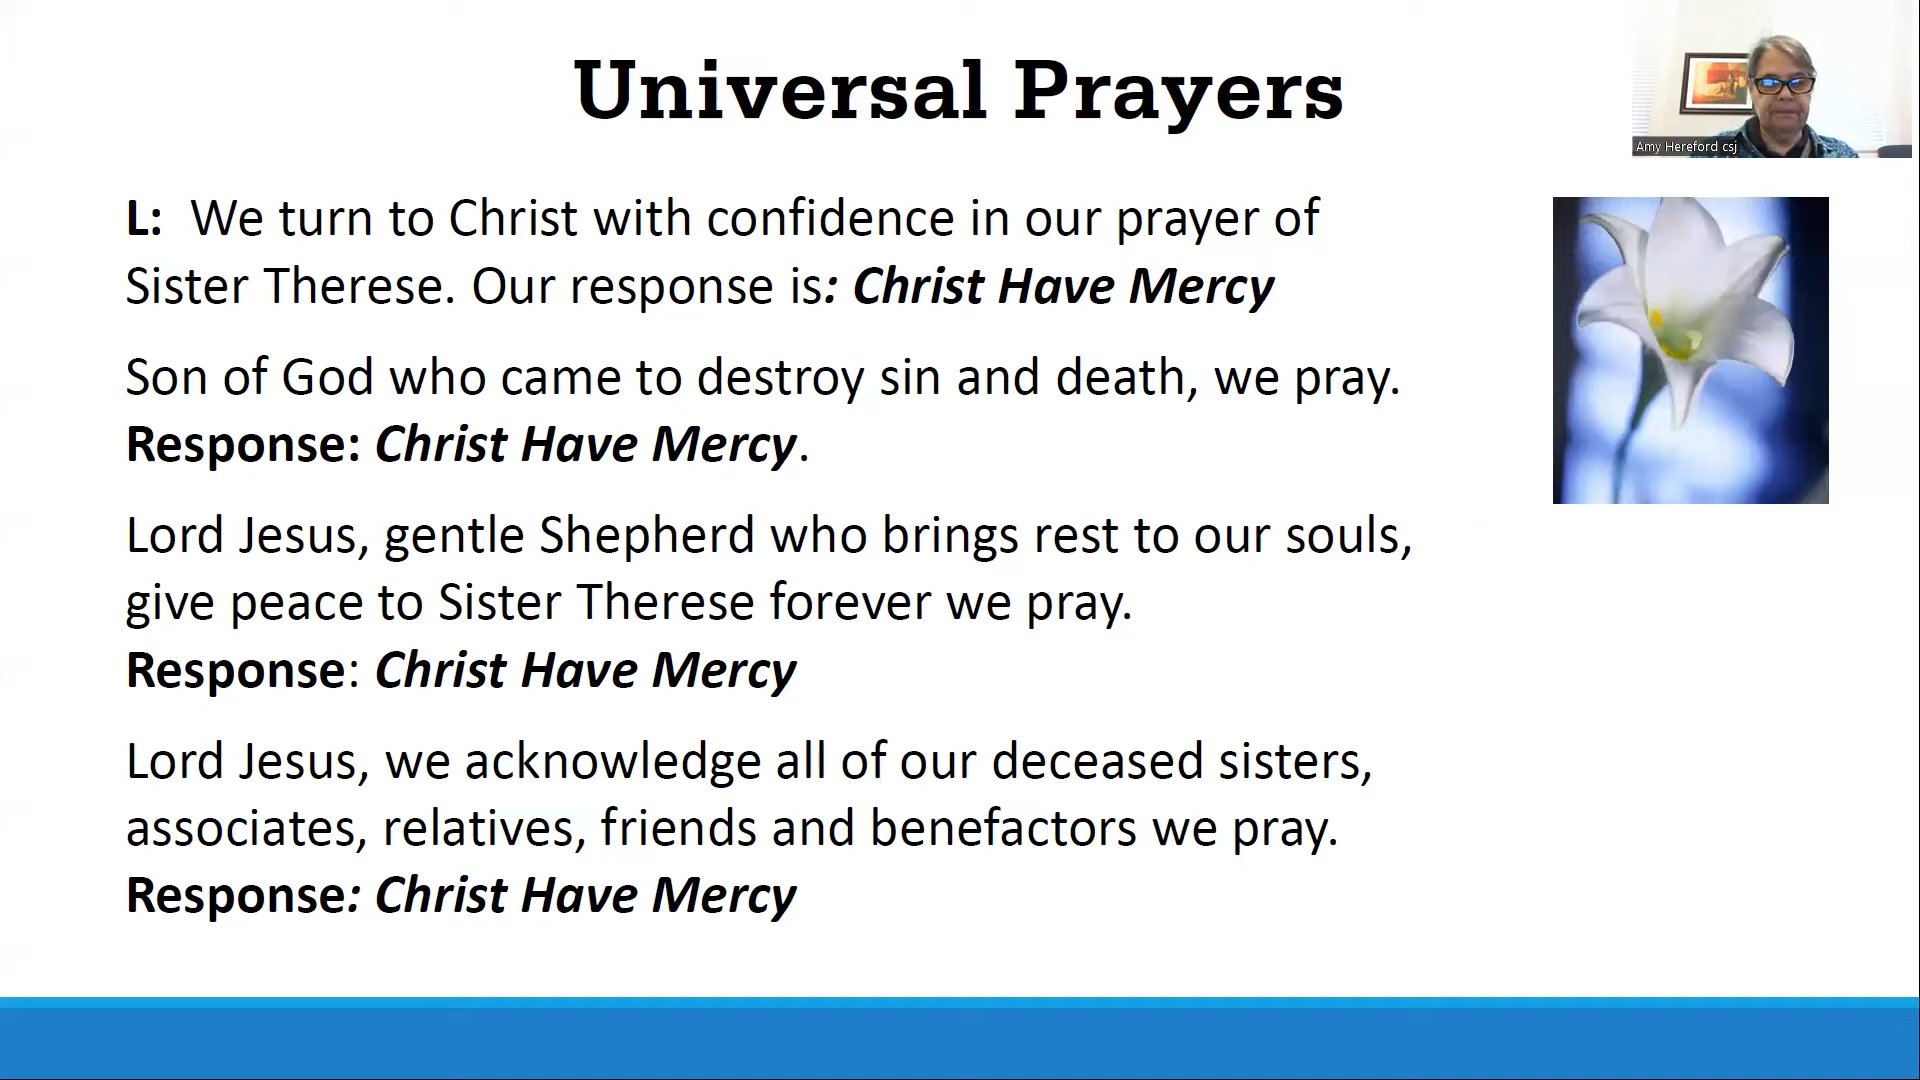 Universal Prayers
Amy Hereford csj
L:  We turn to Christ with confidence in our prayer of
Sister Therese. Our response is: Christ Have Mercy
Son of God who came to destroy sin and death, we pray.
Response: Christ Have Mercy.
Lord Jesus, gentle Shepherd who brings rest to our souls,
give peace to Sister Therese forever we pray.
Response: Christ Have Mercy
Lord Jesus, we acknowledge all of our deceased sisters,
associates, relatives, friends and benefactors we pray.
Response: Christ Have Mercy